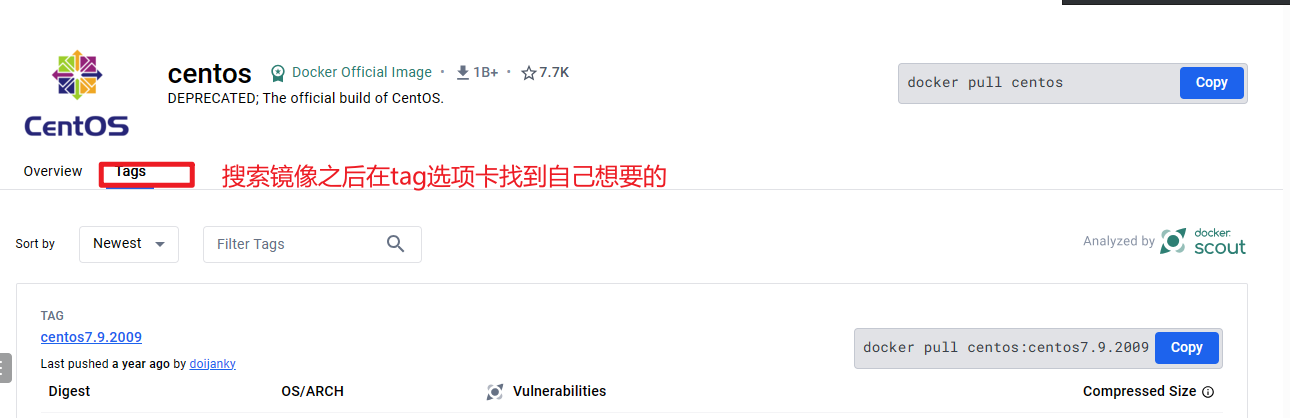 centos Docker Official Image • 1B+ • 7.7K
DEPRECATED; The official build of CentOS.
docker pull centos Copy
CentOS
Overview Tags 搜索镜像之后在tag选项卡找到自己想要的
Sort by Newest Filter Tags
Analyzed by docker scout
TAG
centos7.9.2009
docker pull centos:centos7.9.2009 Copy
Last pushed a year ago by doijanky
Digest OS/ARCH Vulnerabilities Compressed Size